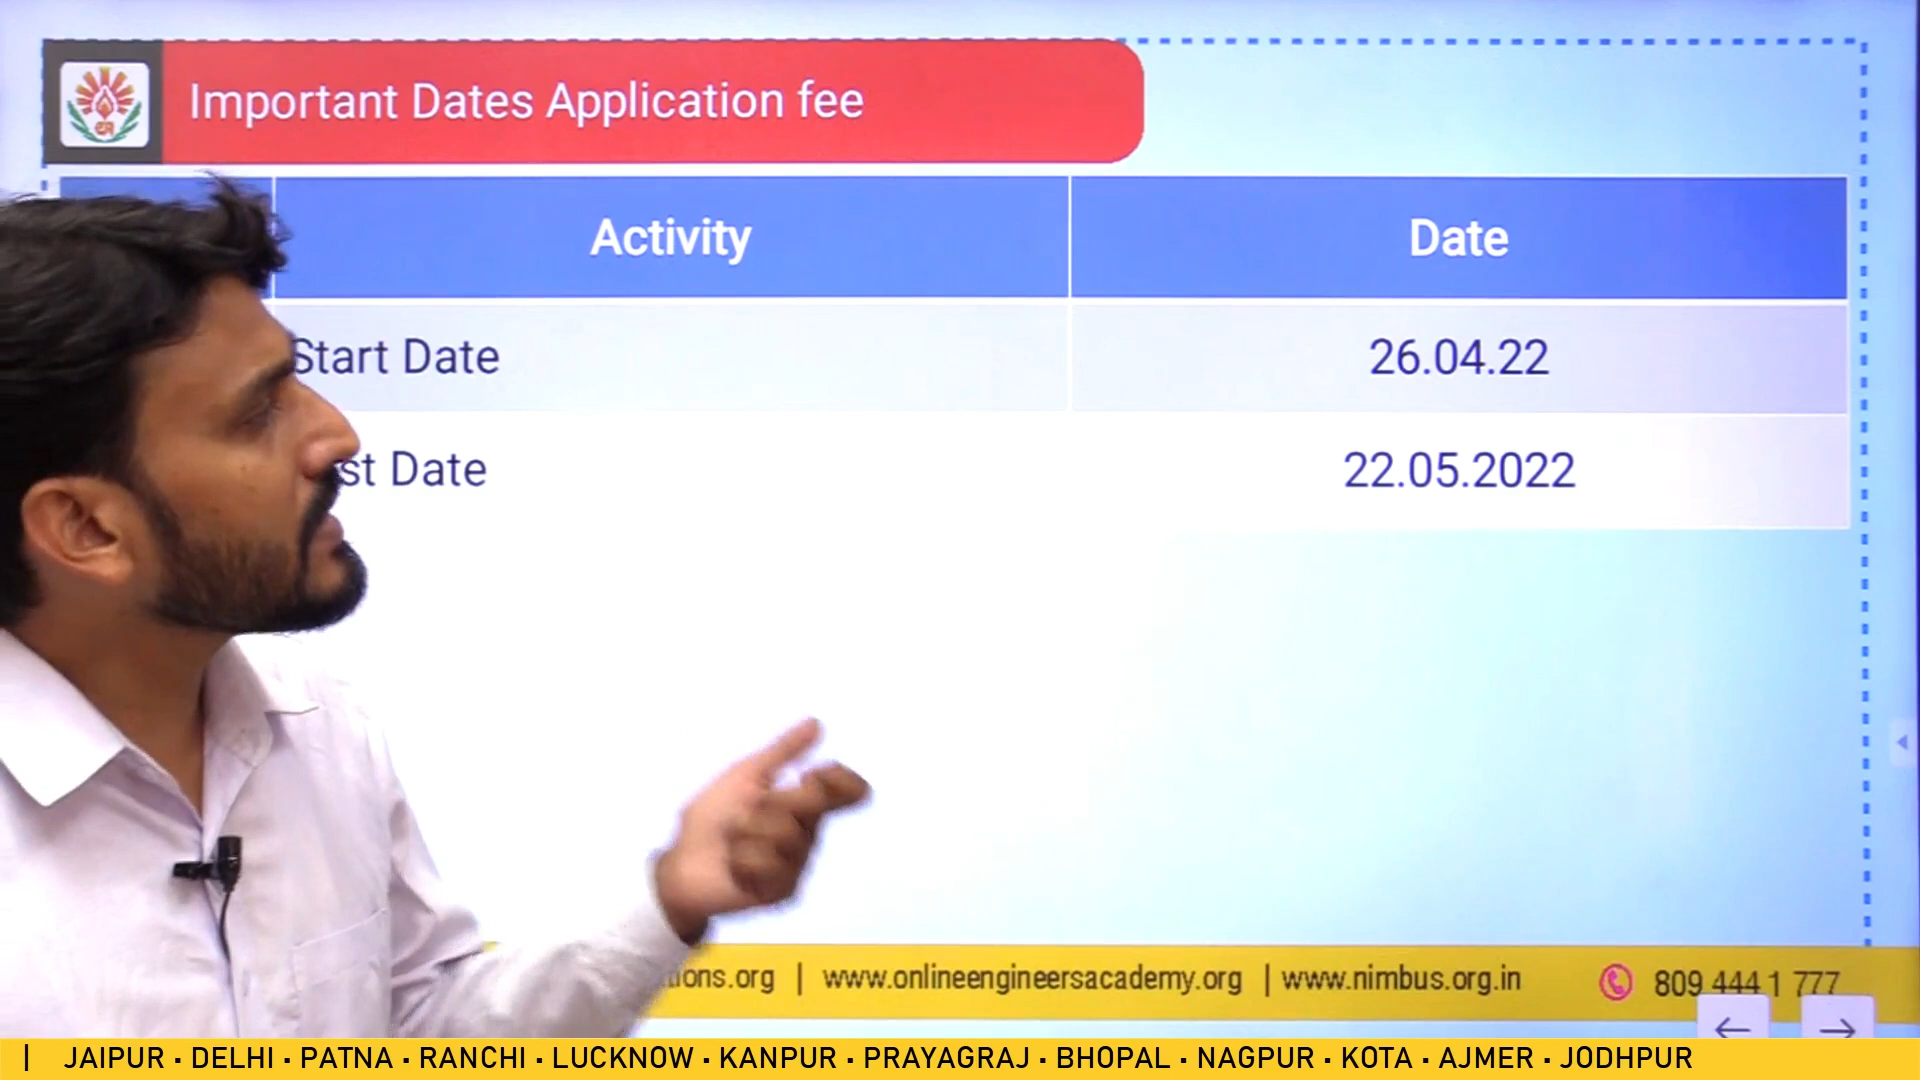 Important Dates Application fee
Activity Date
Start Date 26.04.22
st Date 22.05.2022
ions.org | www.onlineengineersacademy.org | www.nimbus.org.in 809 444 1 777
| JAIPUR · DELHI · PATNA · RANCHI · LUCKNOW · KANPUR · PRAYAGRAJ · BHOPAL · NAGPUR · KOTA · AJMER · JODHPUR